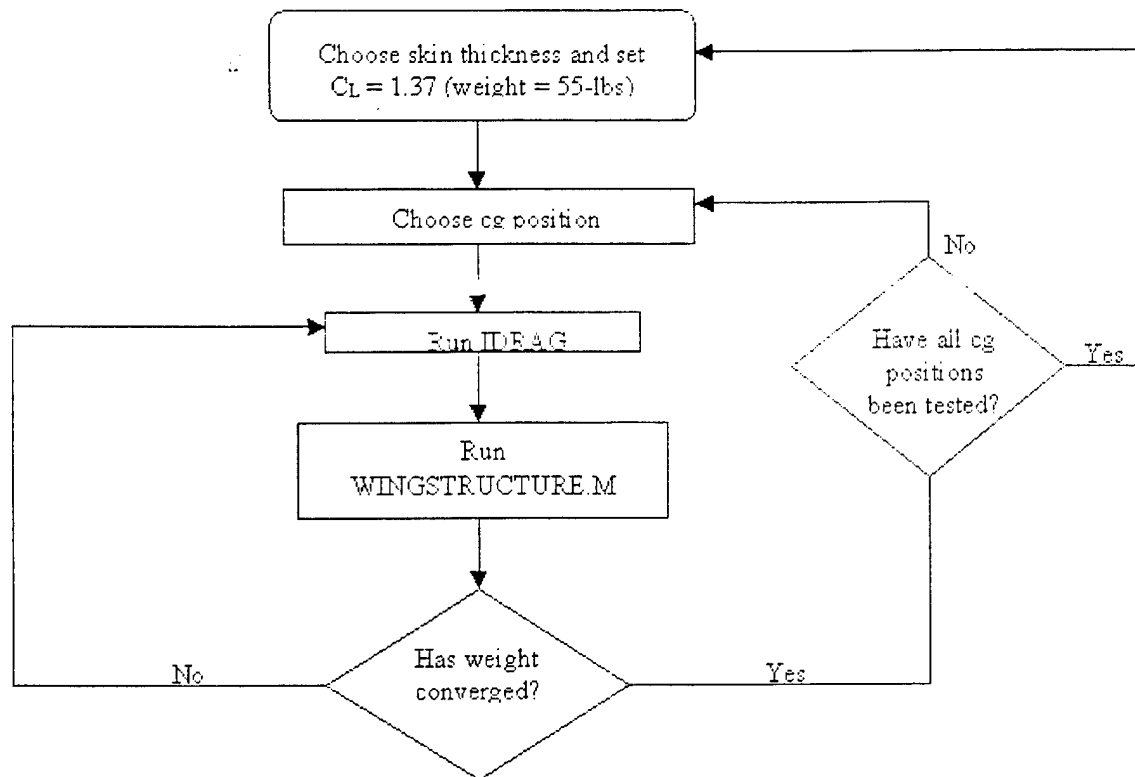 Choose skin thickness and set
CL = 1.37 (weight = 55-lbs)
Choose cg position
No
Run IDRAG
Have all cg
positions
been tested?
Yes
Run
WINGSTRUCTURE.M
Has weight
converged?
No
Yes